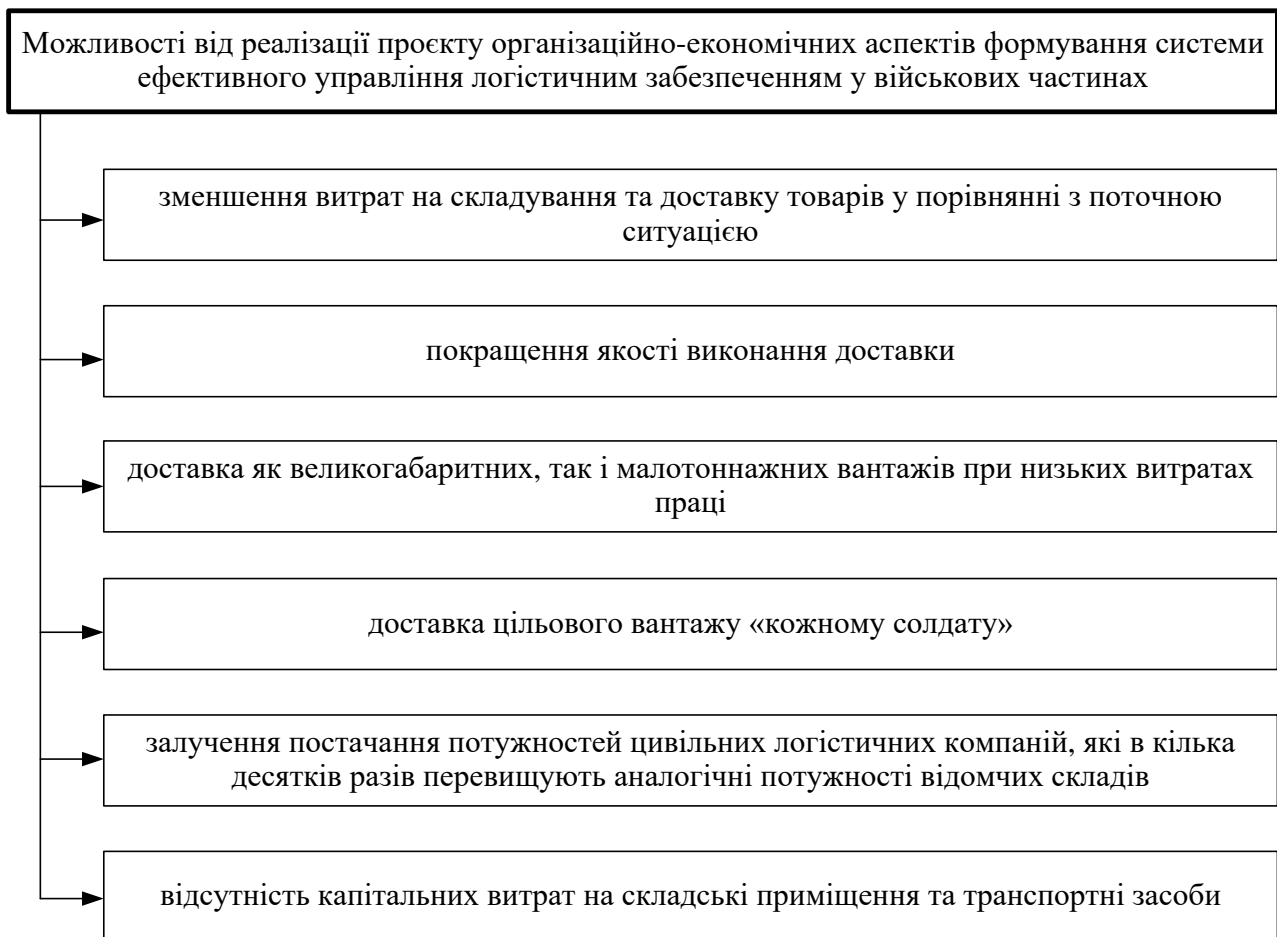 Можливості від реалізації проєкту організаційно-економічних аспектів формування системи
ефективного управління логістичним забезпеченням у військових частинах
зменшення витрат на складування та доставку товарів у порівнянні з поточною
ситуацією
покращення якості виконання доставки
доставка як великогабаритних, так і малотоннажних вантажів при низьких витратах
праці
доставка цільового вантажу «кожному солдату»
залучення постачання потужностей цивільних логістичних компаній, які в кілька
десятків разів перевищують аналогічні потужності відомчих складів
відсутність капітальних витрат на складські приміщення та транспортні засоби